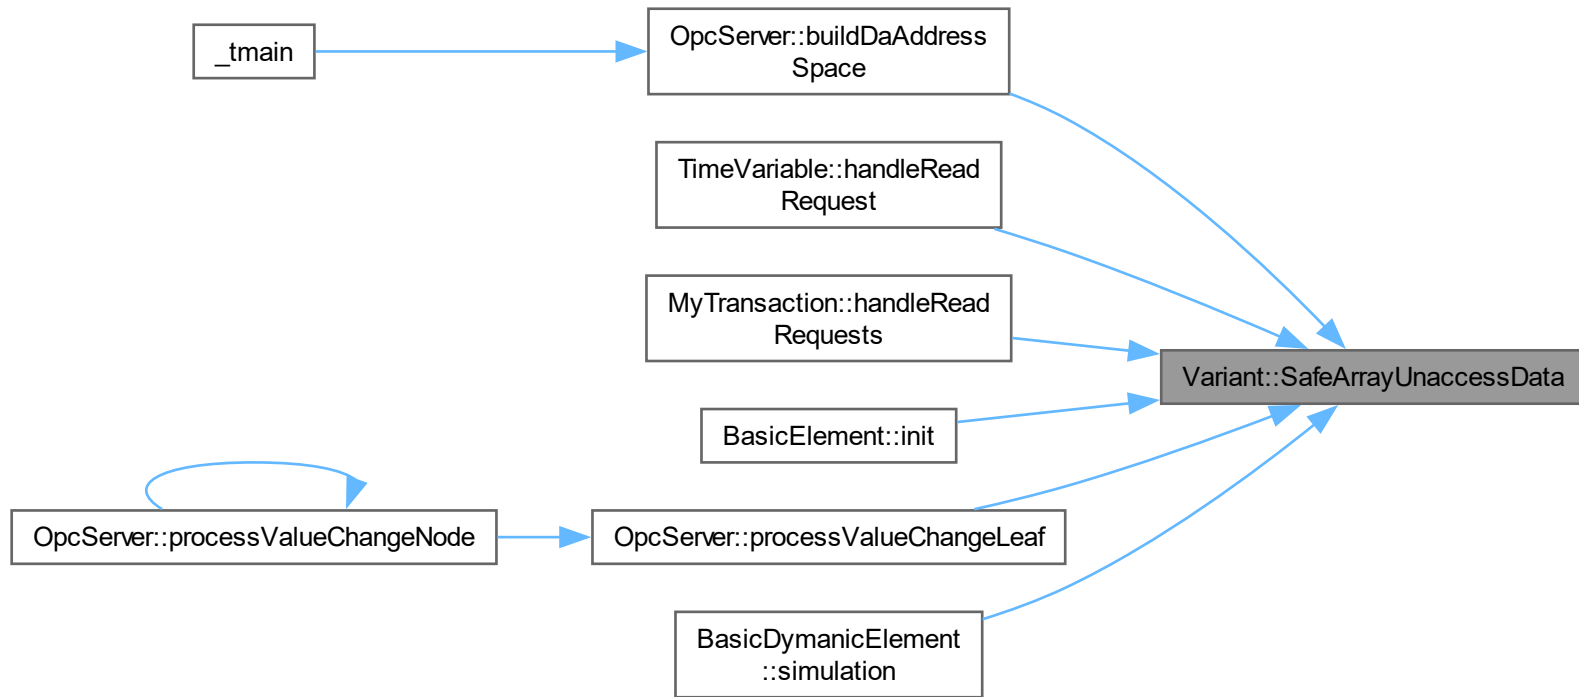 _tmain
OpcServer::buildDaAddress
Space
TimeVariable::handleRead
Request
MyTransaction::handleRead
Requests
Variant::SafeArrayUnaccessData
BasicElement::init
OpcServer::processValueChangeNode
OpcServer::processValueChangeLeaf
BasicDymanicElement
::simulation